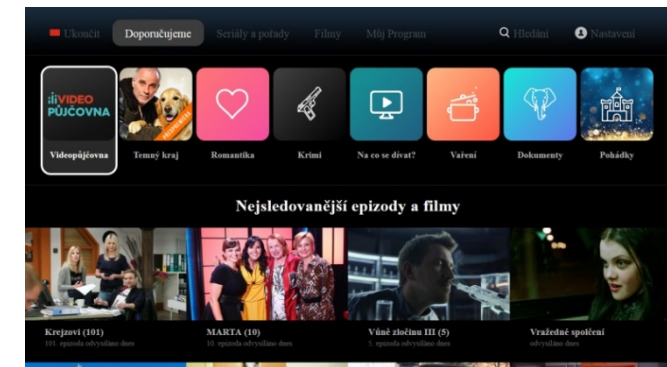 Ukončit
Doporučujeme
Seriály a pořady
Filmy
Můj Program
Hledání
Nastavení
VIDEO
PŮJČOVNA
Videopůjčovna
Temný kraj
Romantika
Krimi
Na co se dívat?
Vaření
Dokumenty
Pohádky
Nejsledovanější epizody a filmy
Krejzovi (101)
101. epizoda odvysíláno dnes
MARTA (10)
10. epizoda odvysíláno dnes
Vůně zločinu III (5)
5. epizoda odvysíláno dnes
Vražedné spolčení
odvysíláno dnes